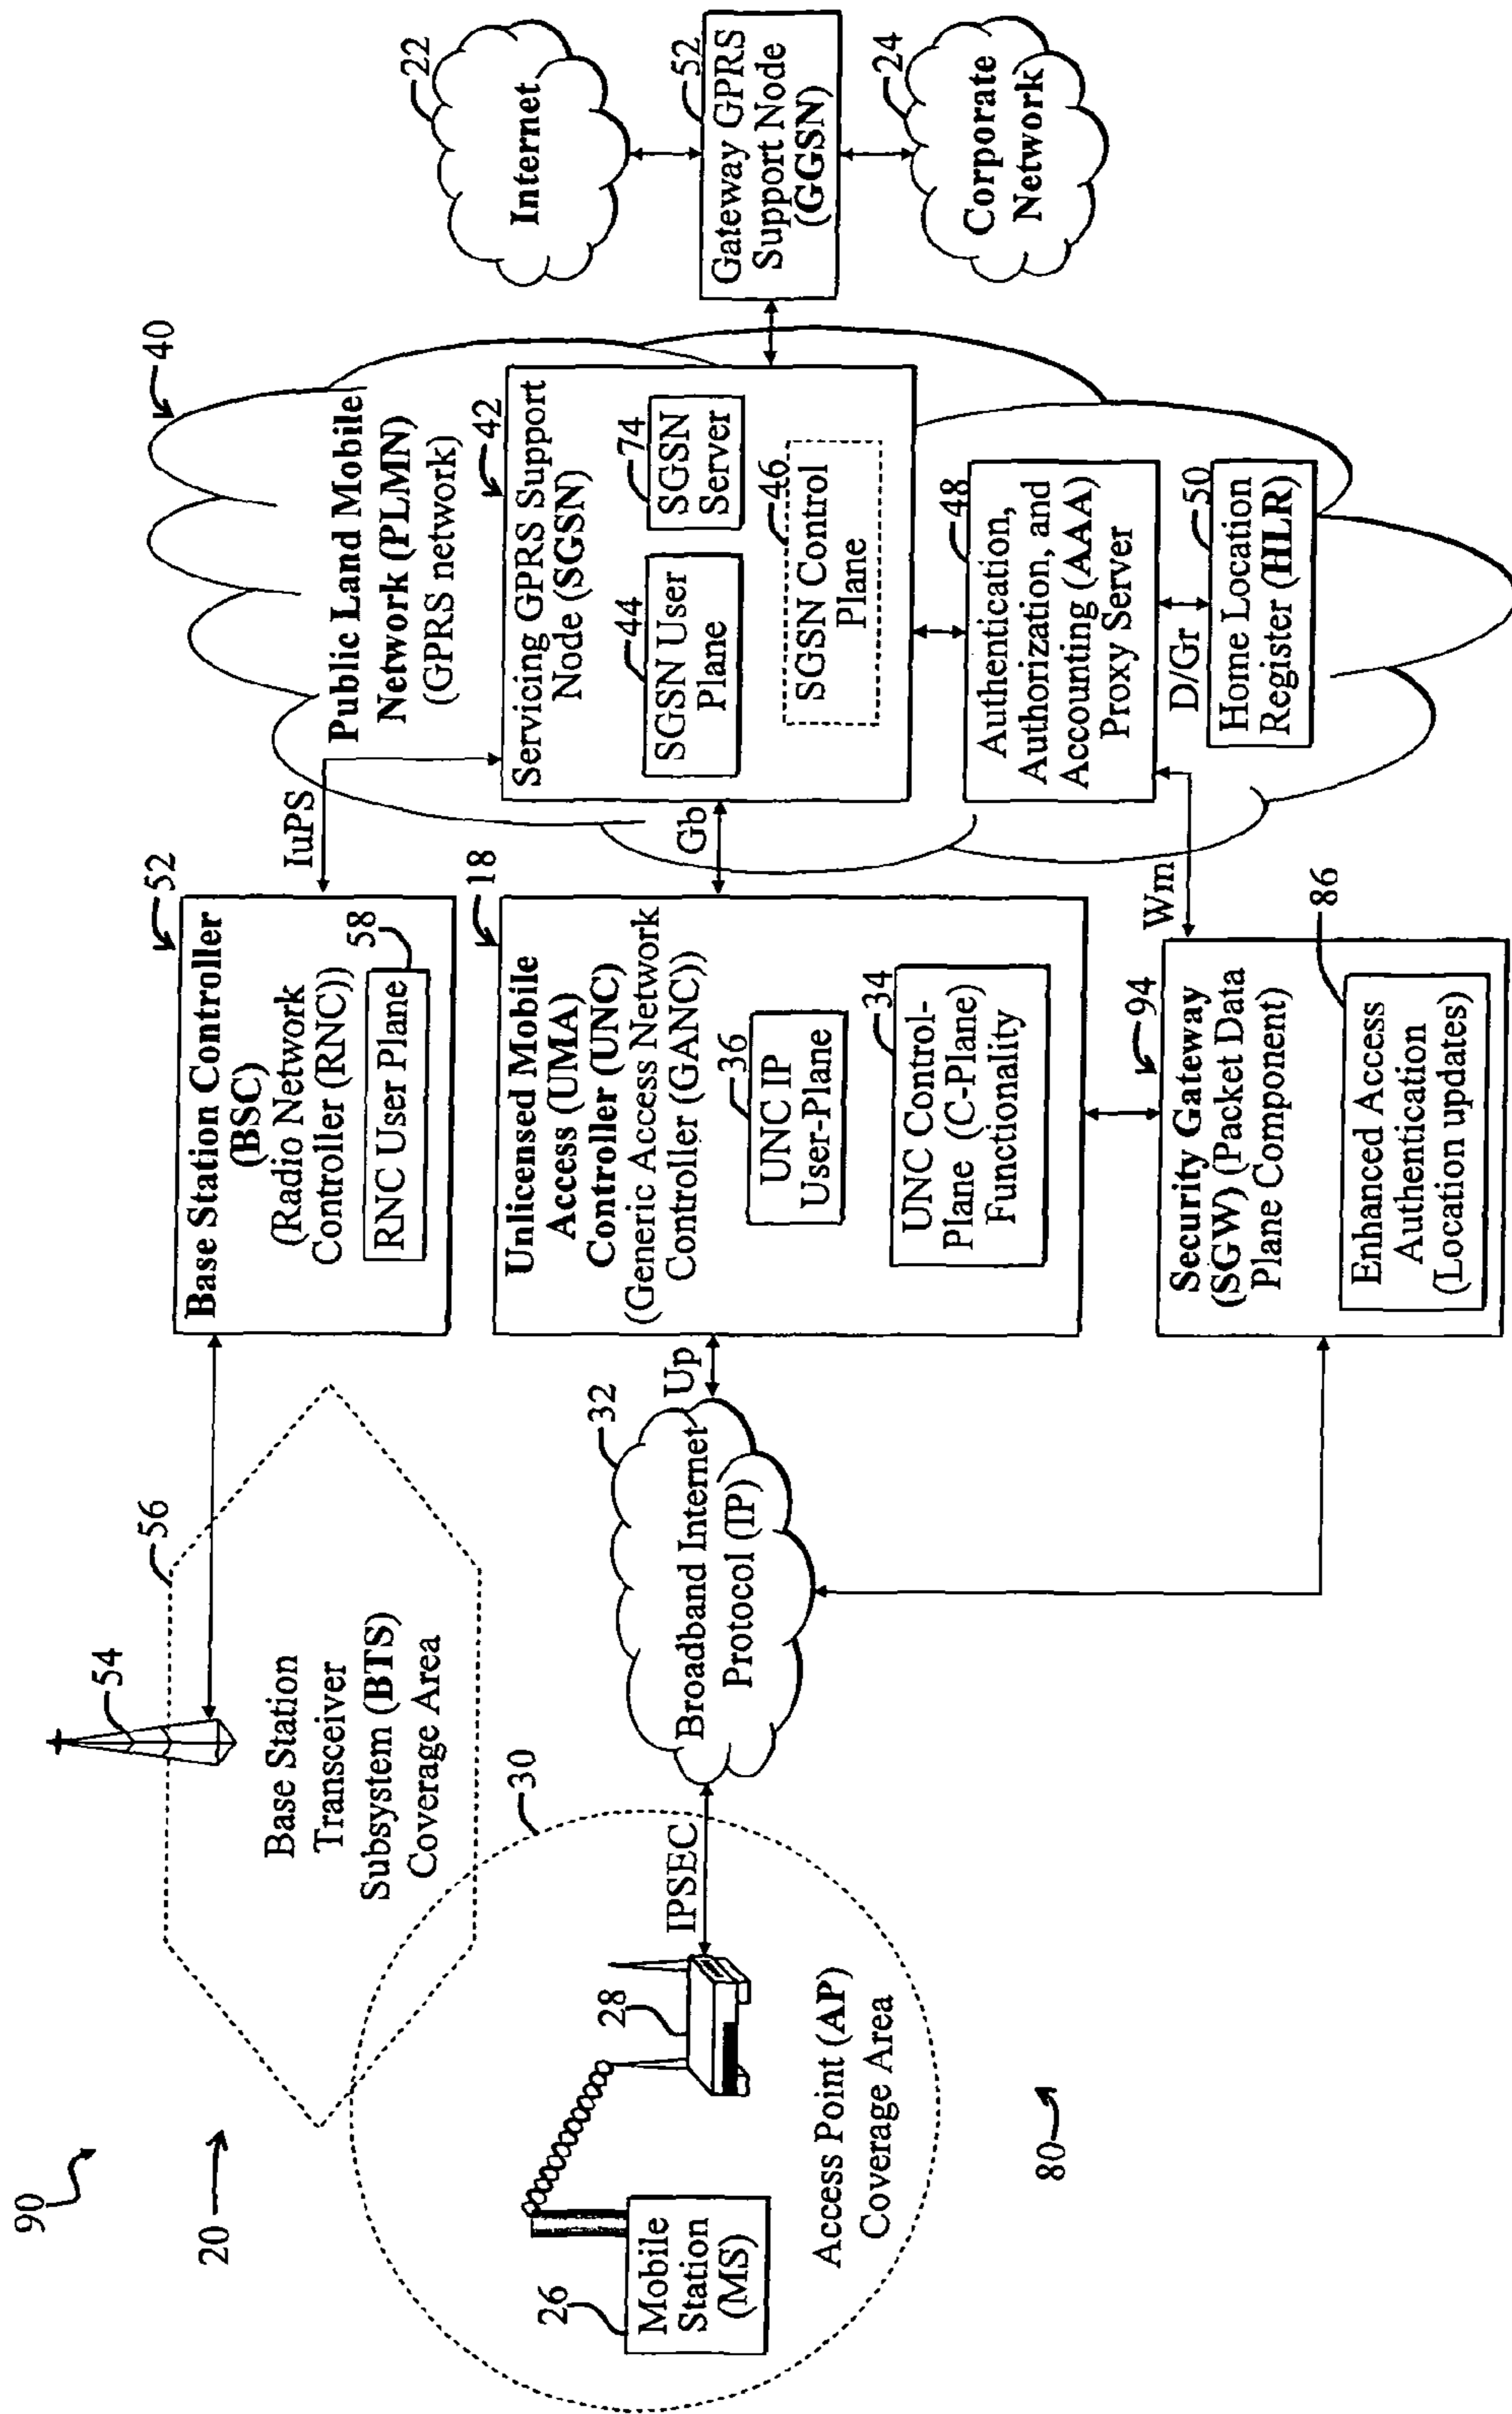 90
20
54
56
Base Station
Transceiver
Subsystem (BTS)
Coverage Area
52
Base Station Controller
(BSC)
(Radio Network
Controller (RNC))
58
RNC User Plane
IuPS
40
Public Land Mobile
Network (PLMN)
(GPRS network)
42
Servicing GPRS Support
Node (SGSN)
44
SGSN User
Plane
74
SGSN
Server
46
SGSN Control
Plane
22
Internet
52
Gateway GPRS
Support Node
(GGSN)
24
Corporate
Network
30
26
Mobile
Station
(MS)
28
IPSEC
Access Point (AP)
Coverage Area
32
Broadband Internet
Protocol (IP)
Up
18
Unlicensed Mobile
Access (UMA)
Controller (UNC)
(Generic Access Network
Controller (GANC))
36
UNC IP
User-Plane
34
UNC Control-
Plane (C-Plane)
Functionality
Gb
48
Authentication,
Authorization, and
Accounting (AAA)
Proxy Server
D/Gr
50
Home Location
Register (HLR)
Wm
94
Security Gateway
(SGW) (Packet Data
Plane Component)
86
Enhanced Access
Authentication
(Location updates)
80